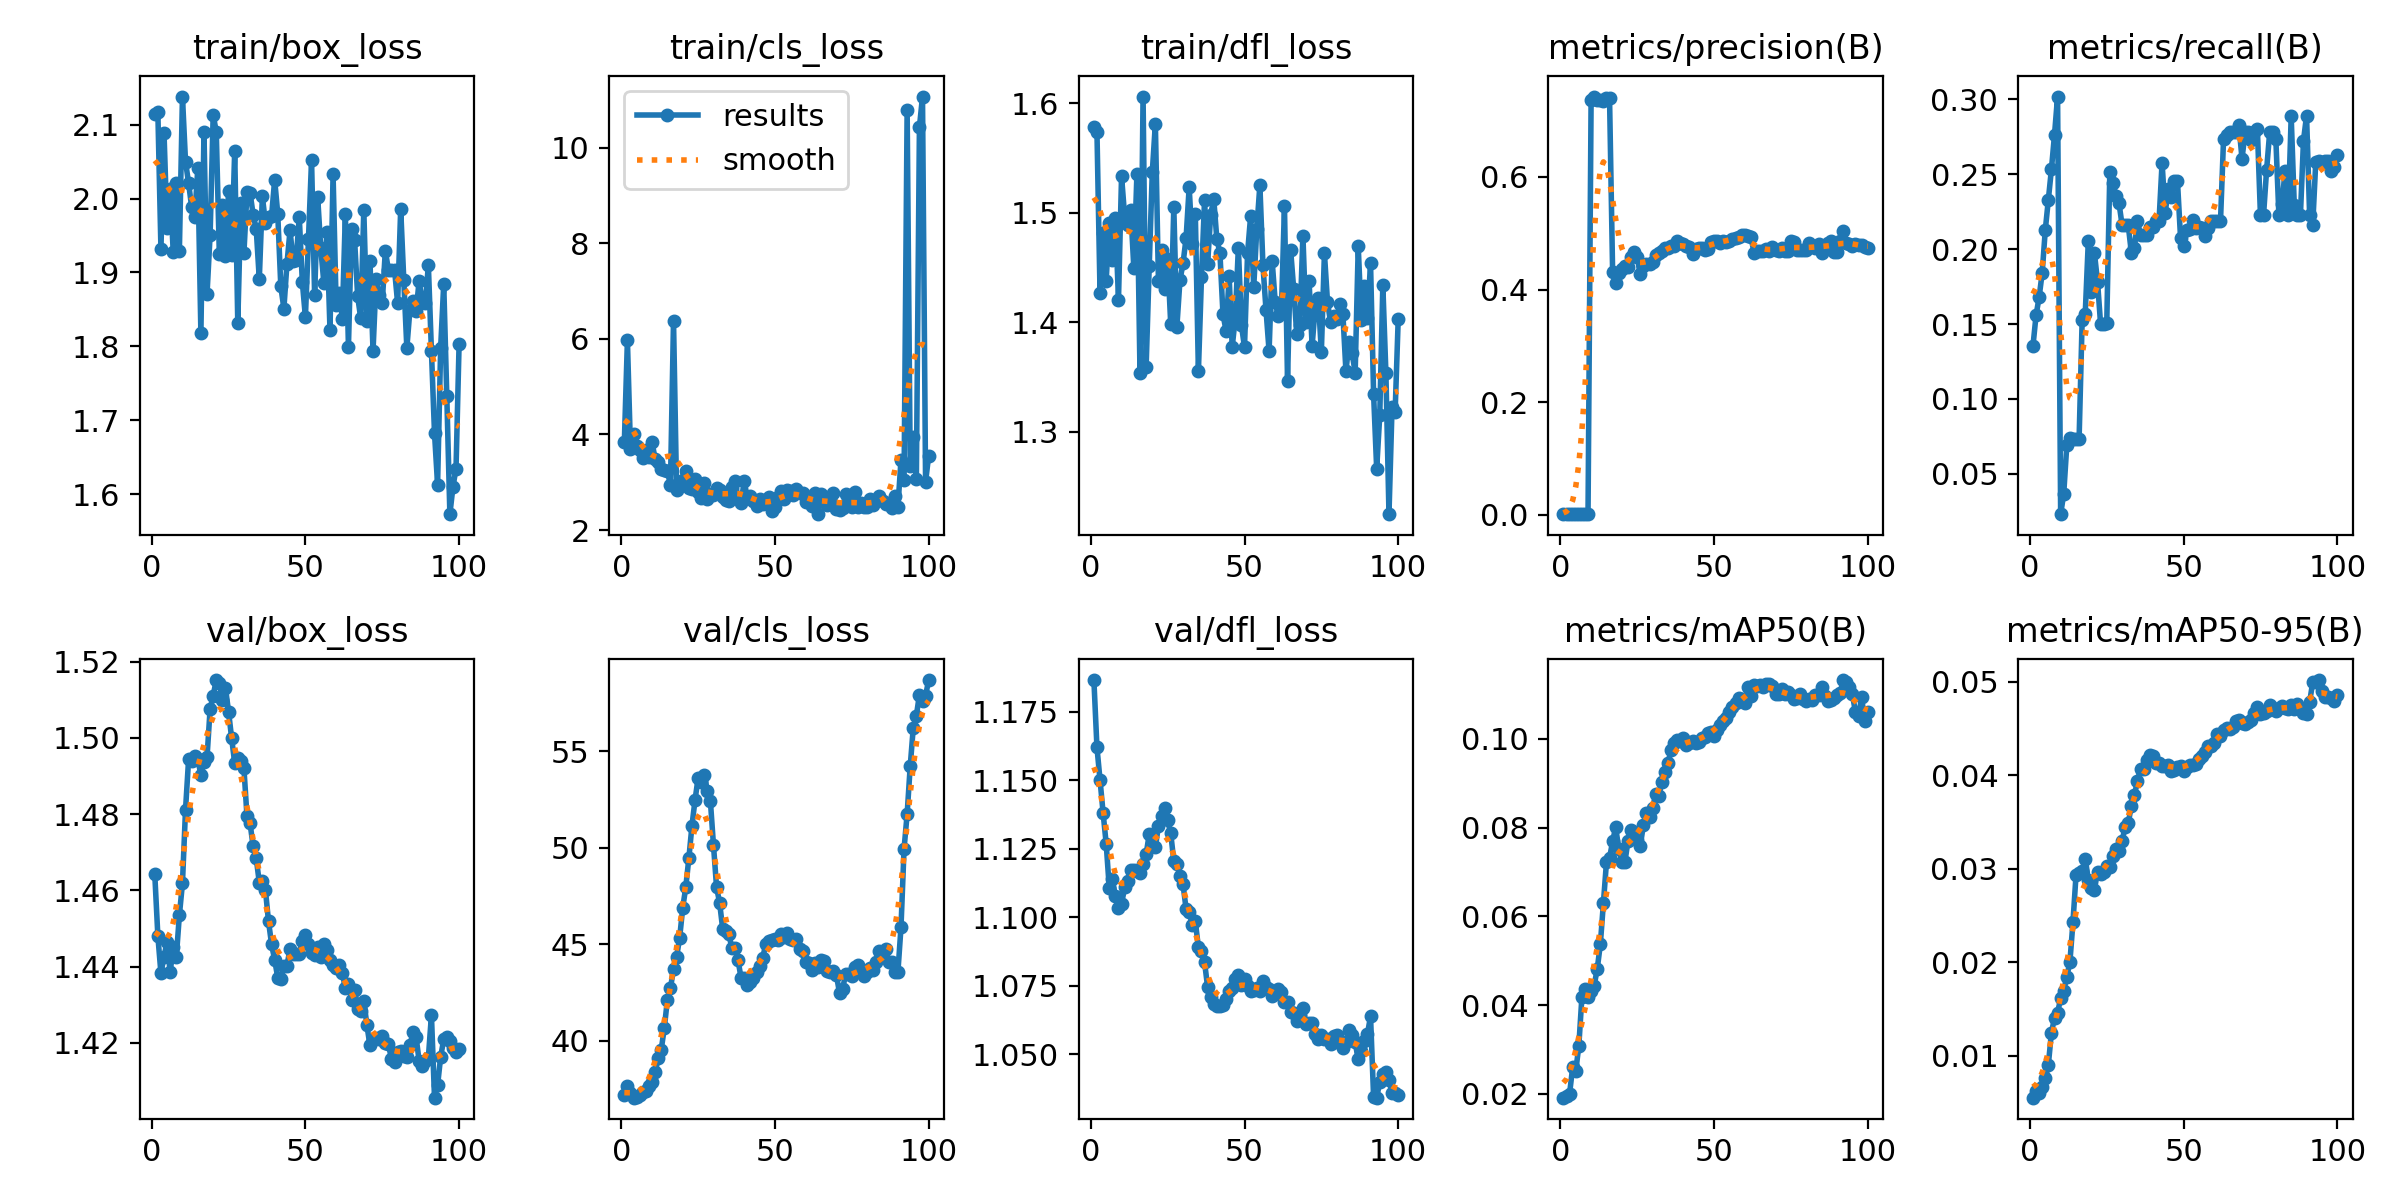 train/box_loss
2.1
2.0
1.9
1.8
1.7
1.6
0 50 100
train/cls_loss
results
smooth
10
8
6
4
2
0 50 100
train/dfl_loss
1.6
1.5
1.4
1.3
0 50 100
metrics/precision(B)
0.6
0.4
0.2
0.0
0 50 100
metrics/recall(B)
0.30
0.25
0.20
0.15
0.10
0.05
0 50 100
val/box_loss
1.52
1.50
1.48
1.46
1.44
1.42
0 50 100
val/cls_loss
55
50
45
40
0 50 100
val/dfl_loss
1.175
1.150
1.125
1.100
1.075
1.050
0 50 100
metrics/mAP50(B)
0.10
0.08
0.06
0.04
0.02
0 50 100
metrics/mAP50-95(B)
0.05
0.04
0.03
0.02
0.01
0 50 100